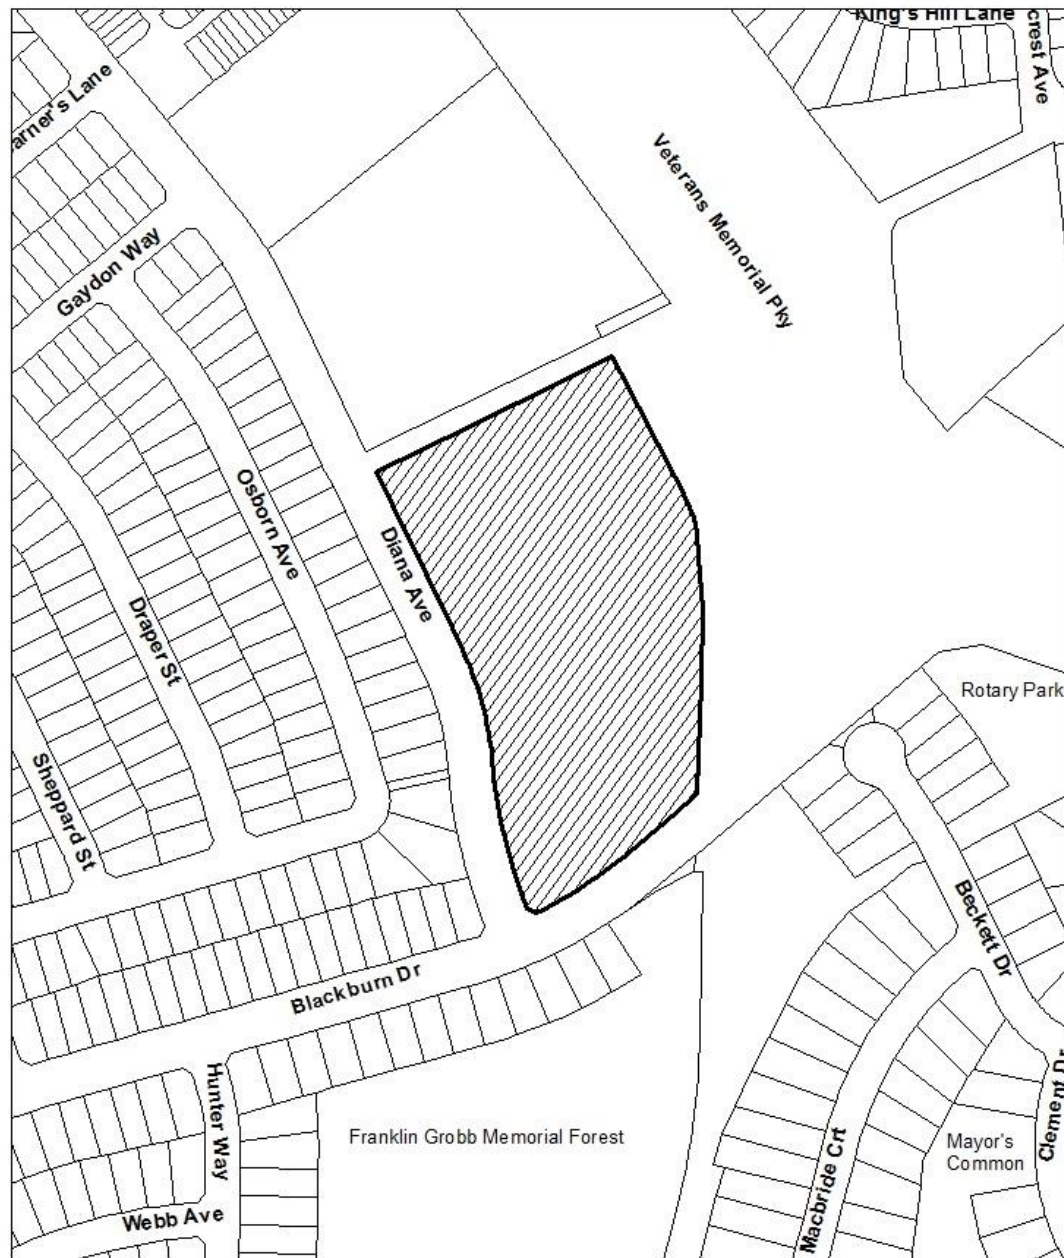 King's Hill Lane
crest Ave
arner's Lane
Veterans Memorial Pky
Gaydon Way
Osborn Ave
Diana Ave
Draper St
Rotary Park
Sheppard St
Beckett Dr
Blackburn Dr
Hunter Way
Clement Dr
Franklin Grobb Memorial Forest
Mayor's
Common
Macbride Crt
Webb Ave